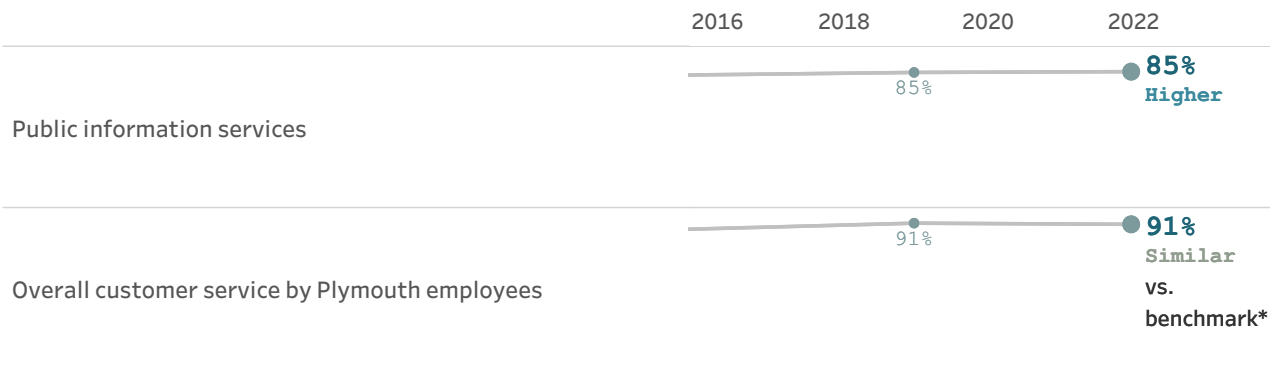 2016 2018 2020 2022
85%
Higher
85%
Public information services
91%
91%
Similar
Overall customer service by Plymouth employees
vs.
benchmark*